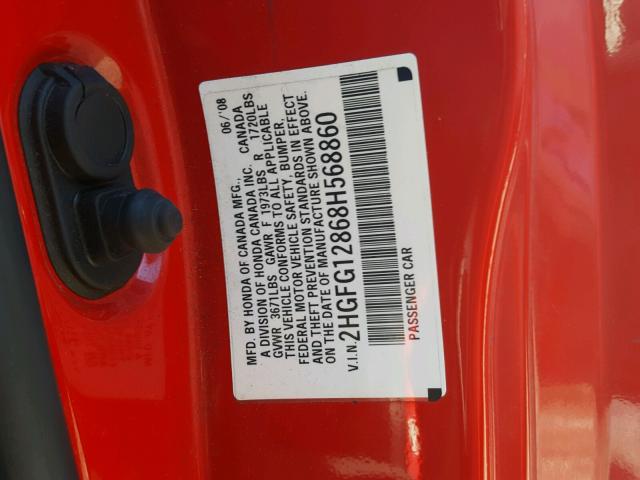 MFD. BY HONDA OF CANADA MFG., 06/'08
A DIVISION OF HONDA CANADA INC. CANADA
GVWR 3671LBS GAWR F 1973LBS R 1720LBS
THIS VEHICLE CONFORMS TO ALL APPLICABLE
FEDERAL MOTOR VEHICLE SAFETY, BUMPER,
AND THEFT PREVENTION STANDARDS IN EFFECT
ON THE DATE OF MANUFACTURE SHOWN ABOVE.
V.I.N. 2HGFG12868H568860
PASSENGER CAR